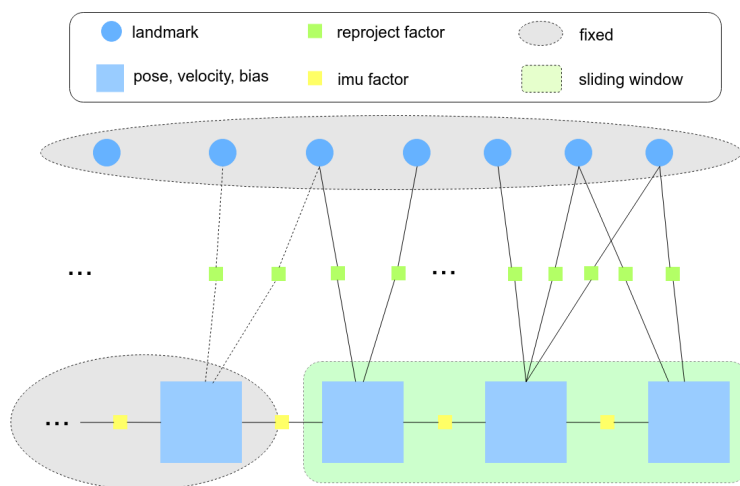 landmark
reproject factor
fixed
pose, velocity, bias
imu factor
sliding window
...
...
...